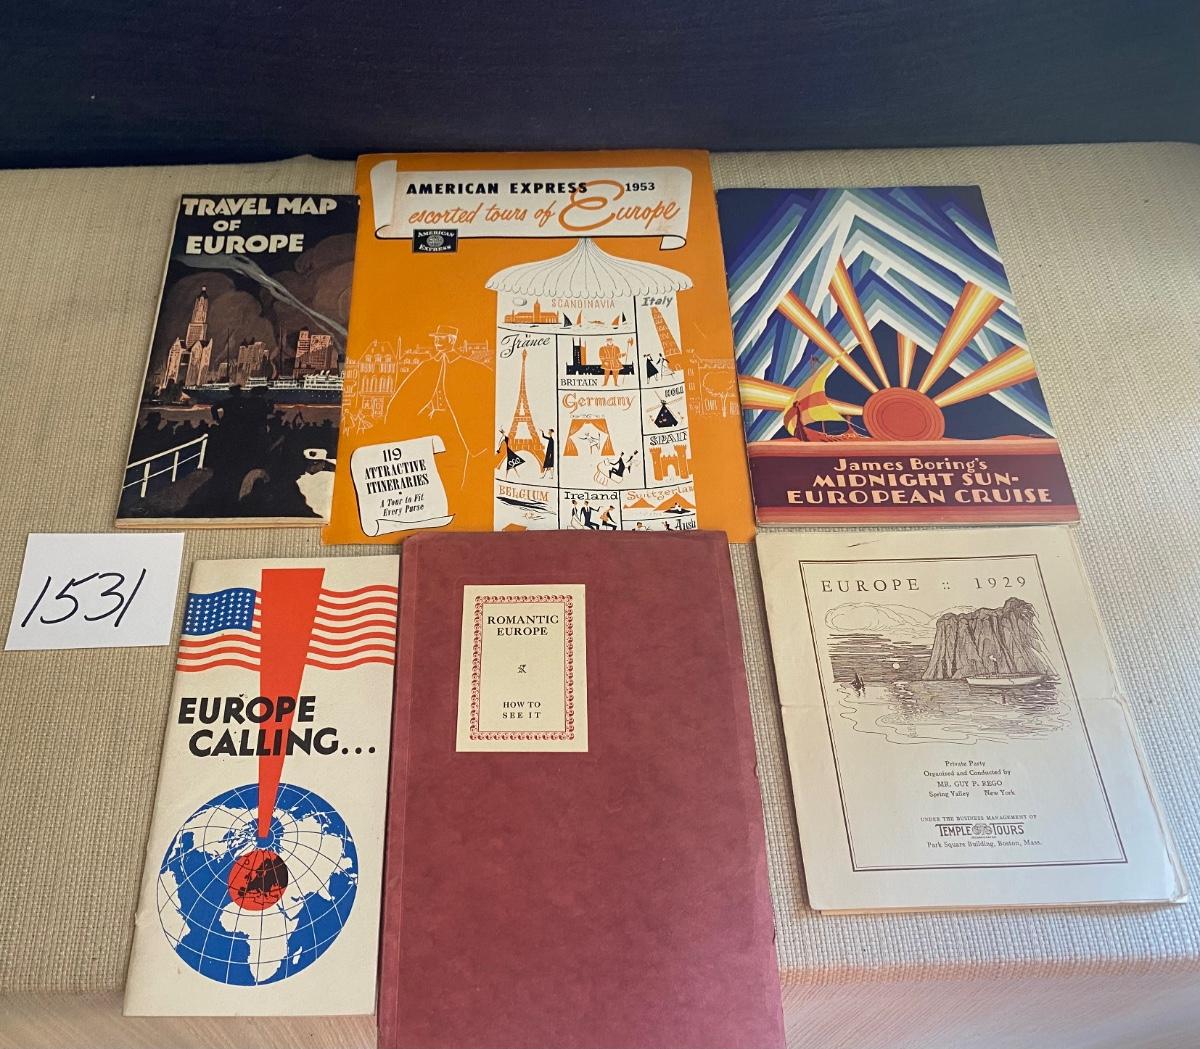 TRAVEL MAP
OF
EUROPE
AMERICAN EXPRESS 1953
escorted tours of Europe
AMERICAN
EXPRESS
SCANDINAVIA
Italy
France
BRITAIN
Germany
HOLL
SPAIN
BELGIUM
Ireland
Switzerland
Aust
119
ATTRACTIVE
ITINERARIES
•
A Tour to Fit
Every Purse
James Boring's
MIDNIGHT SUN-
EUROPEAN CRUISE
1531
EUROPE
CALLING...
ROMANTIC
EUROPE
HOW TO
SEE IT
EUROPE :: 1929
Private Party
Organized and Conducted by
MR. GUY P. REGO
Spring Valley New York
UNDER THE BUSINESS MANAGEMENT OF
TEMPLE TOURS
Park Square Building, Boston, Mass.